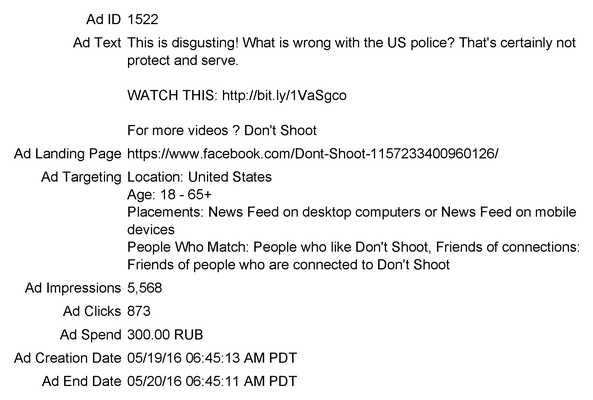 Ad ID 1522
Ad Text This is disgusting! What is wrong with the US police? That's certainly not
protect and serve.
WATCH THIS: http://bit.ly/1VaSgco
For more videos ? Don't Shoot
Ad Landing Page https://www.facebook.com/Dont-Shoot-1157233400960126/
Ad Targeting Location: United States
Age: 18 - 65+
Placements: News Feed on desktop computers or News Feed on mobile
devices
People Who Match: People who like Don't Shoot, Friends of connections:
Friends of people who are connected to Don't Shoot
Ad Impressions 5,568
Ad Clicks 873
Ad Spend 300.00 RUB
Ad Creation Date 05/19/16 06:45:13 AM PDT
Ad End Date 05/20/16 06:45:11 AM PDT